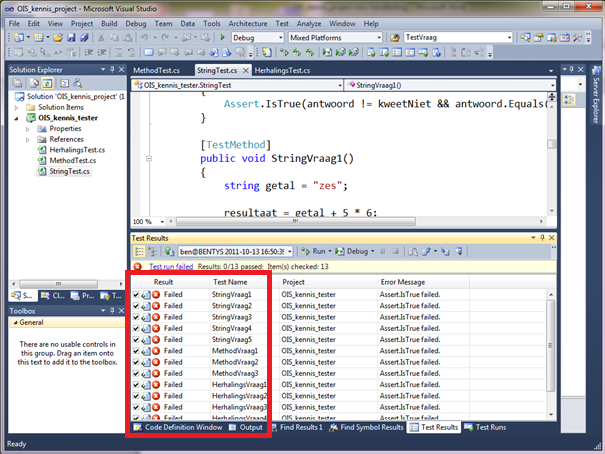 OIS_kennis_project - Microsoft Visual Studio
File Edit View Project Build Debug Team Data Tools Architecture Test Analyze Window Help
Debug Mixed Platforms TestVraag
Solution Explorer
Solution 'OIS_kennis_project' (1
Solution Items
OIS_kennis_tester
Properties
References
HerhalingsTest.cs
MethodTest.cs
StringTest.cs
S... Cl... Pr... T...
Toolbox
General
There are no usable controls in
this group. Drag an item onto
this text to add it to the toolbox.
MethodTest.cs StringTest.cs HerhalingsTest.cs
OIS_kennis_tester.StringTest StringVraag1()
{
Assert.IsTrue(antwoord != kweetNiet && antwoord.Equals(
}
[TestMethod]
public void StringVraag1()
{
string getal = "zes";
resultaat = getal + 5 * 6;
100 %
Server Explorer
Test Results
ben@BENTYS 2011-10-13 16:50:39 Run Debug
Test run failed Results: 0/13 passed; Item(s) checked: 13
Result Test Name Project Error Message
Failed StringVraag1 OIS_kennis_tester Assert.IsTrue failed.
Failed StringVraag2 OIS_kennis_tester Assert.IsTrue failed.
Failed StringVraag3 OIS_kennis_tester Assert.IsTrue failed.
Failed StringVraag4 OIS_kennis_tester Assert.IsTrue failed.
Failed StringVraag5 OIS_kennis_tester Assert.IsTrue failed.
Failed MethodVraag1 OIS_kennis_tester Assert.IsTrue failed.
Failed MethodVraag2 OIS_kennis_tester Assert.IsTrue failed.
Failed MethodVraag3 OIS_kennis_tester Assert.IsTrue failed.
Failed HerhalingsVraag1 OIS_kennis_tester Assert.IsTrue failed.
Failed HerhalingsVraag2 OIS_kennis_tester Assert.IsTrue failed.
Failed HerhalingsVraag3 OIS_kennis_tester Assert.IsTrue failed.
Failed HerhalingsVraag4 OIS_kennis_tester Assert.IsTrue failed.
Code Definition Window Output Find Results 1 Find Symbol Results Test Results Test Runs
Ready